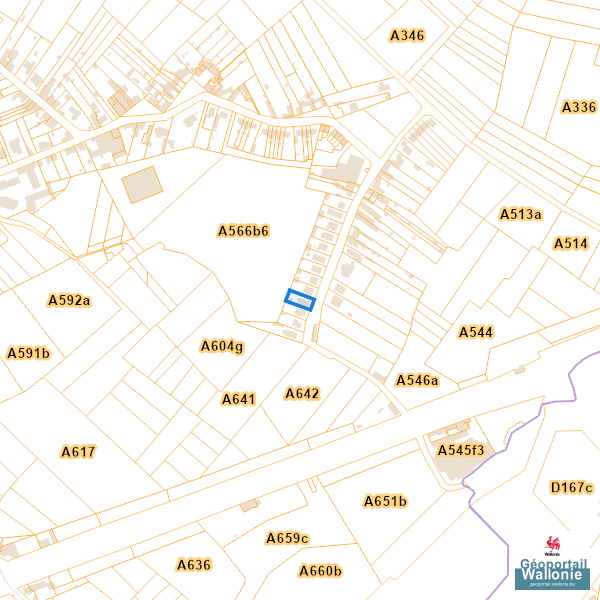 A346
A336
A513a
A566b6
A514
A592a
A544
A604g
A591b
A546a
A642
A641
A617
A545f3
D167c
A651b
A659c
A636
A660b
Wallonie
Géoportail
Wallonie
geoportail.wallonie.be